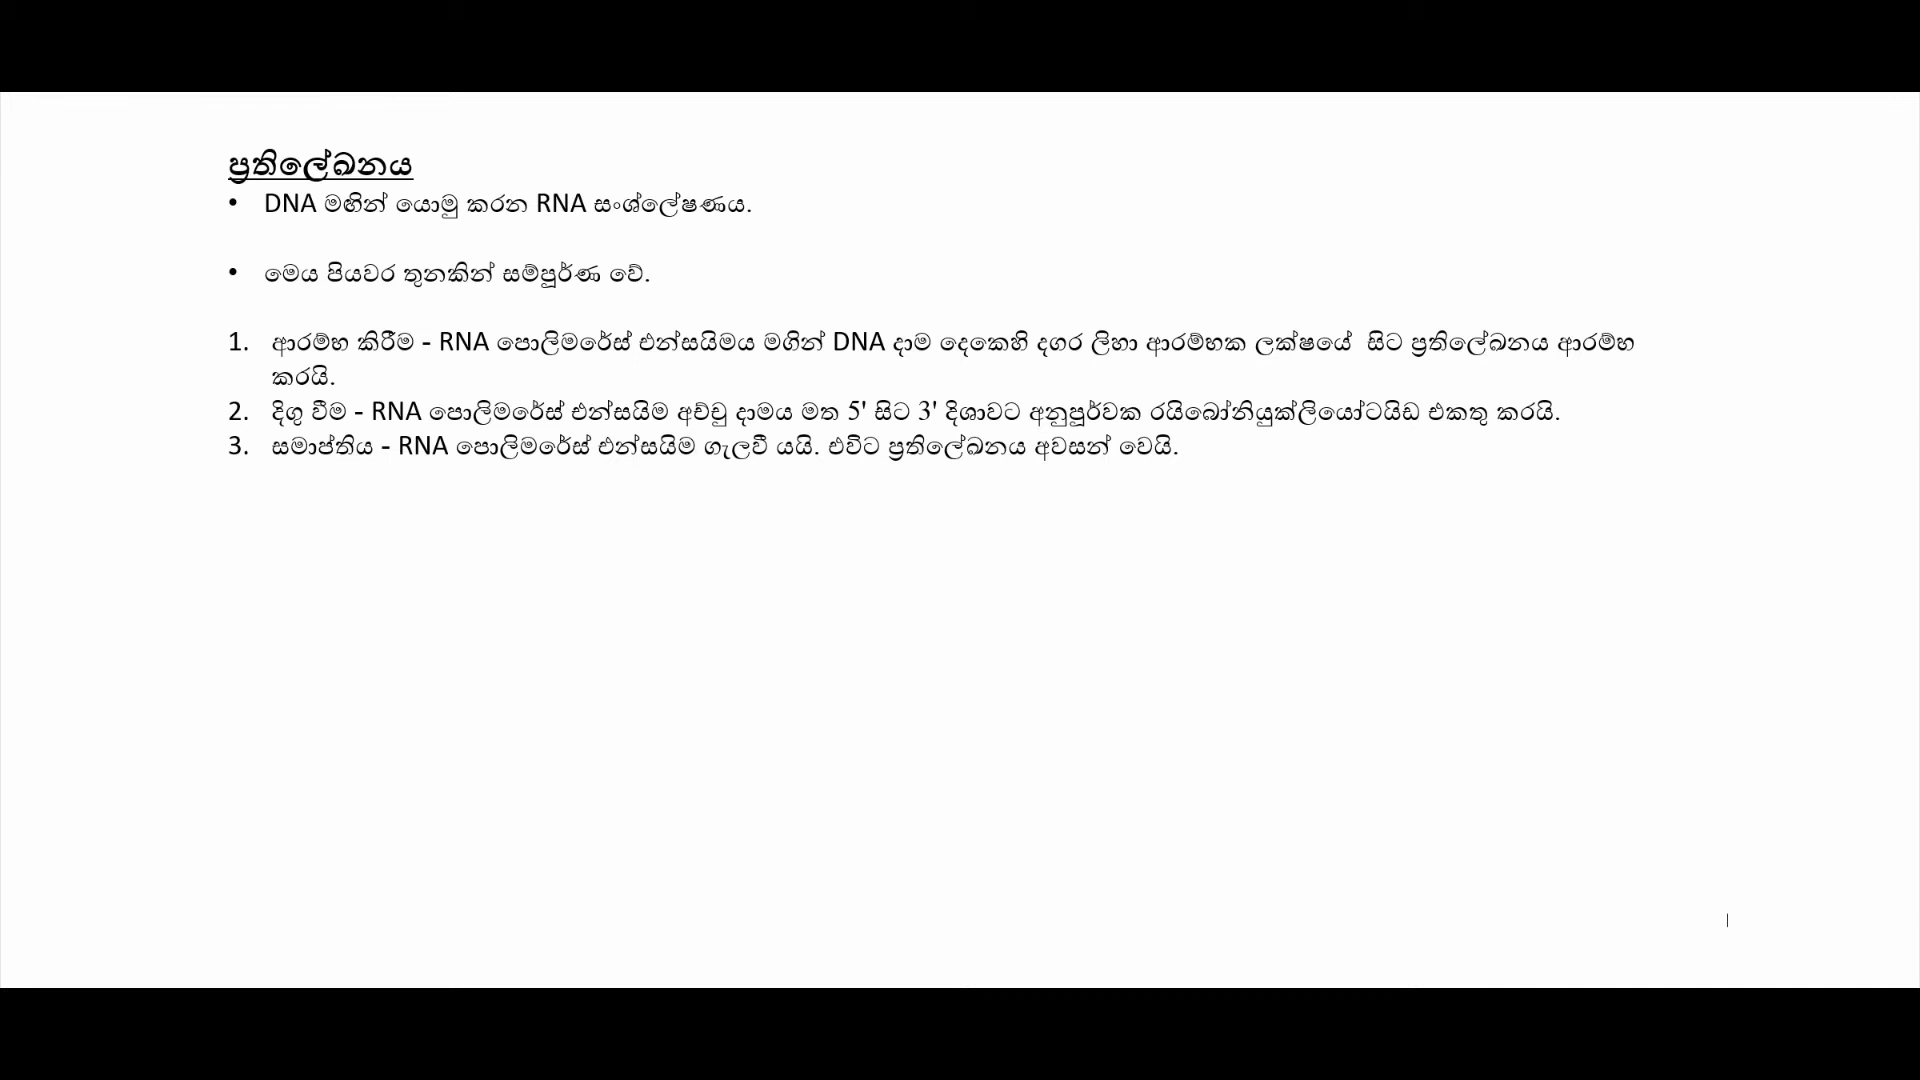 ප්‍රතිලේඛනය
• DNA මඟින් යොමු කරන RNA සංශ්ලේෂණය.
• මෙය පියවර තුනකින් සම්පූර්ණ වේ.
1. ආරම්භ කිරීම - RNA පොලිමරේස් එන්සයිමය මගින් DNA දාම දෙකෙහි දගර ලිහා ආරම්භක ලක්ෂයේ සිට ප්‍රතිලේඛනය ආරම්භ
කරයි.
2. දිගු වීම - RNA පොලිමරේස් එන්සයිම අච්චු දාමය මත 5' සිට 3' දිශාවට අනුපූර්වක රයිබෝනියුක්ලියෝටයිඩ එකතු කරයි.
3. සමාප්තිය - RNA පොලිමරේස් එන්සයිම ගැලවී යයි. එවිට ප්‍රතිලේඛනය අවසන් වෙයි.